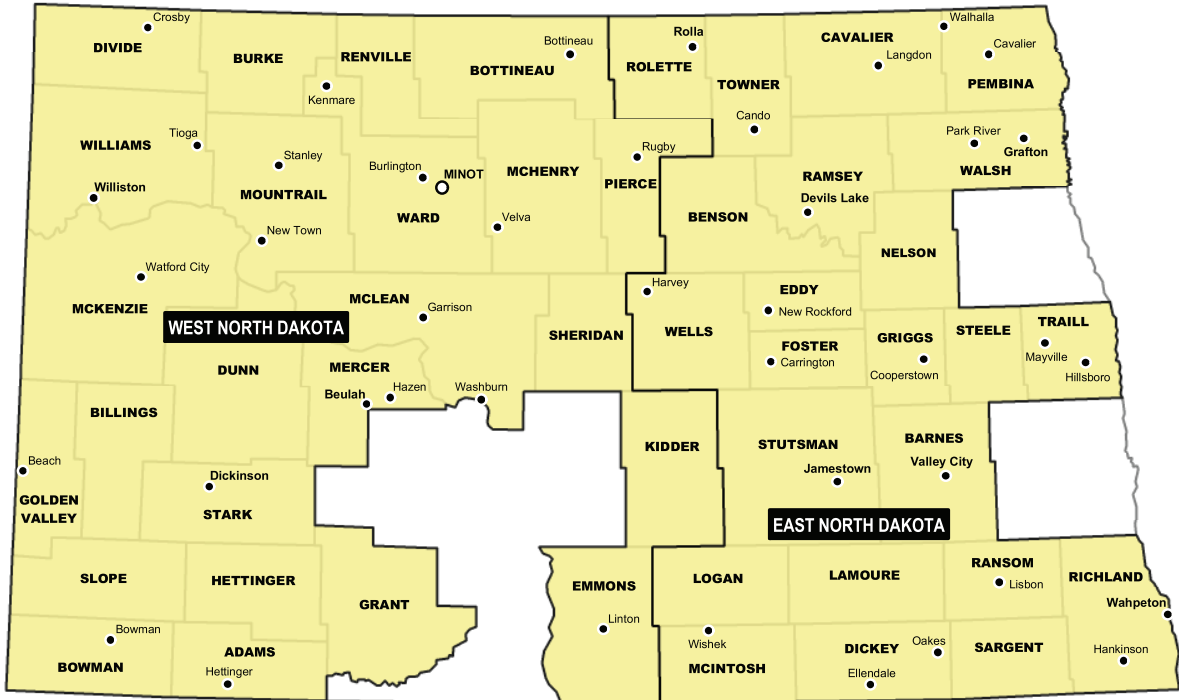 Crosby
DIVIDE
BURKE
RENVILLE
Kenmare
Bottineau
BOTTINEAU
Rolla
ROLETTE
TOWNER
Cando
CAVALIER
Langdon
Walhalla
Cavalier
PEMBINA
WILLIAMS
Tioga
Williston
Stanley
MOUNTRAIL
New Town
Burlington
MINOT
WARD
MCHENRY
Velva
Rugby
PIERCE
BENSON
RAMSEY
Devils Lake
Park River
Grafton
WALSH
NELSON
Watford City
MCKENZIE
WEST NORTH DAKOTA
MCLEAN
Garrison
SHERIDAN
Harvey
WELLS
EDDY
New Rockford
FOSTER
Carrington
GRIGGS
Cooperstown
STEELE
TRAILL
Mayville
Hillsboro
DUNN
MERCER
Beulah
Hazen
Washburn
BILLINGS
Beach
GOLDEN
VALLEY
Dickinson
STARK
KIDDER
STUTSMAN
Jamestown
BARNES
Valley City
EAST NORTH DAKOTA
SLOPE
HETTINGER
GRANT
EMMONS
Linton
LOGAN
LAMOURE
RANSOM
Lisbon
RICHLAND
Wahpeton
Bowman
BOWMAN
ADAMS
Hettinger
Wishek
MCINTOSH
DICKEY
Oakes
Ellendale
SARGENT
Hankinson